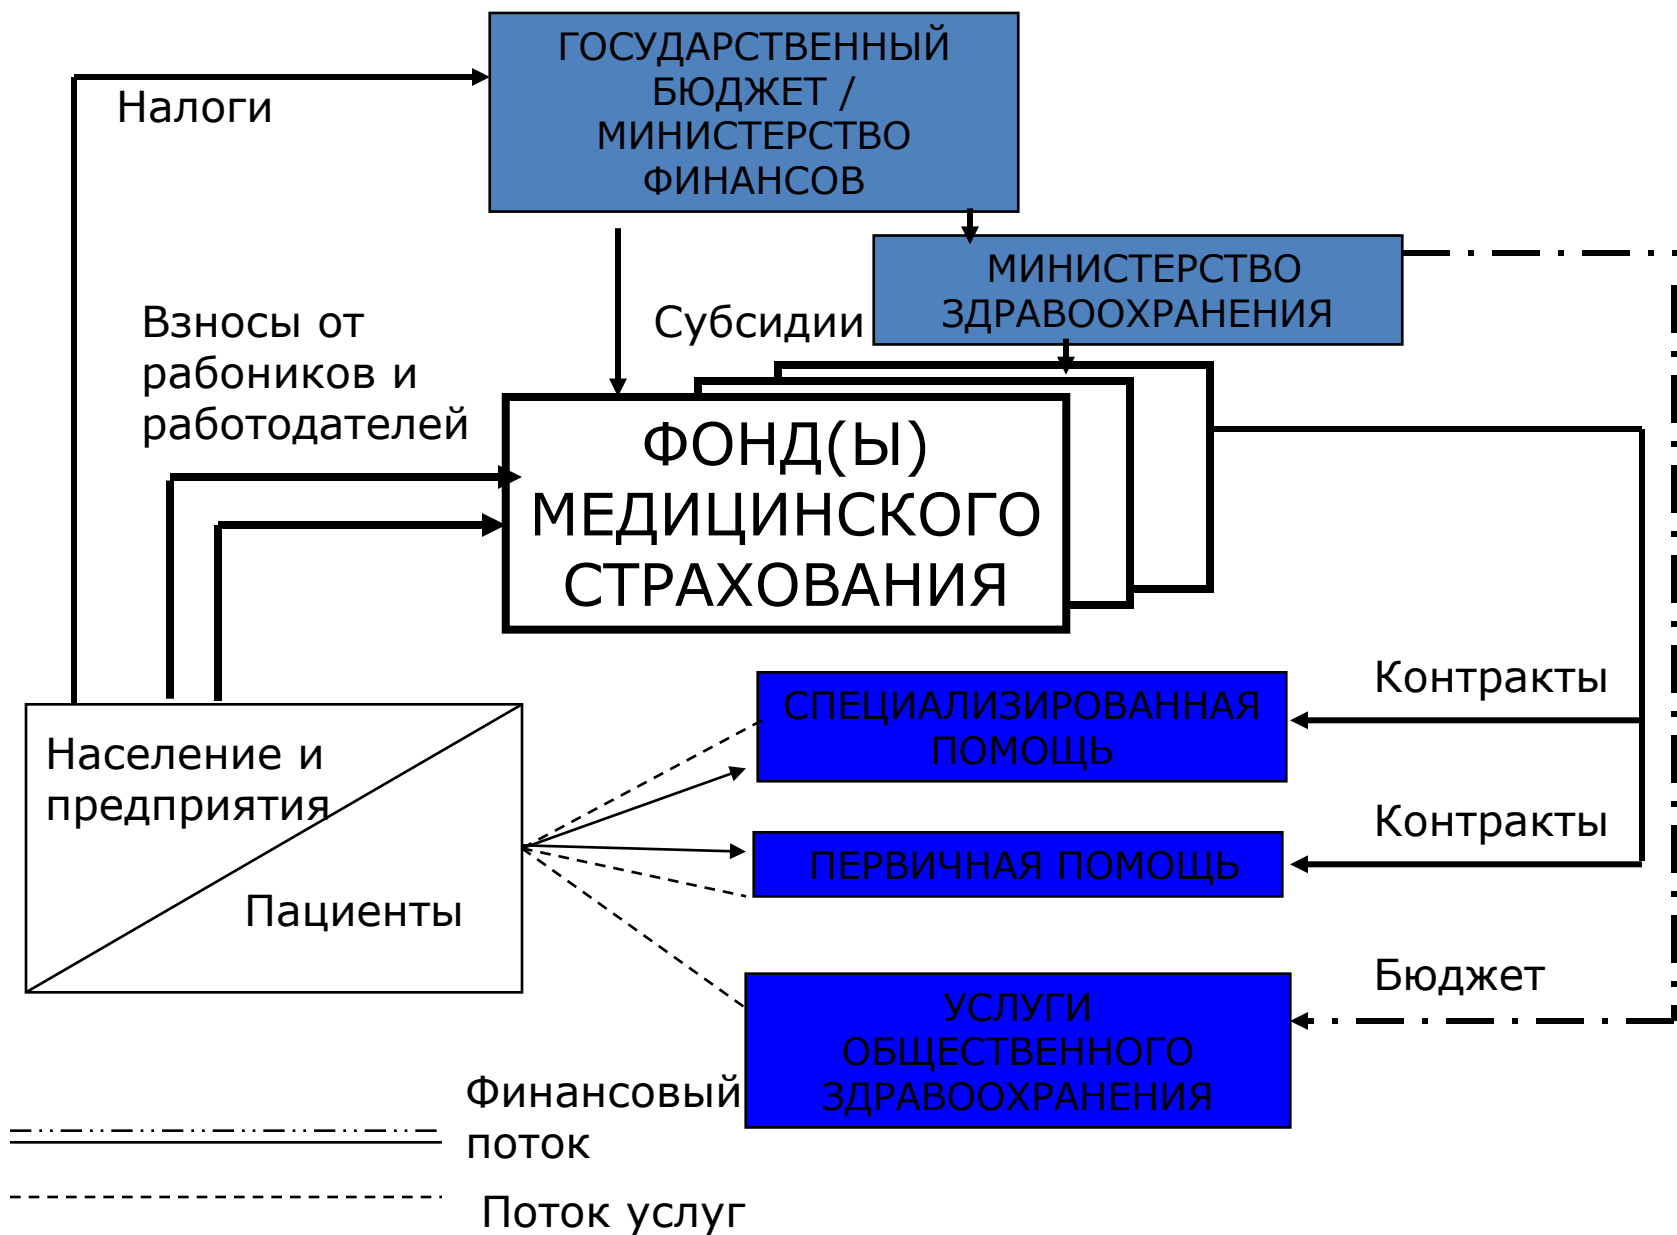 ГОСУДАРСТВЕННЫЙ
БЮДЖЕТ /
МИНИСТЕРСТВО
ФИНАНСОВ
Налоги
МИНИСТЕРСТВО
ЗДРАВООХРАНЕНИЯ
Взносы от
рабоников и
работодателей
Субсидии
ФОНД(Ы)
МЕДИЦИНСКОГО
СТРАХОВАНИЯ
Контракты
СПЕЦИАЛИЗИРОВАННАЯ
ПОМОЩЬ
Население и
предприятия
Контракты
ПЕРВИЧНАЯ ПОМОЩЬ
Пациенты
Бюджет
УСЛУГИ
ОБЩЕСТВЕННОГО
ЗДРАВООХРАНЕНИЯ
Финансовый
поток
Поток услуг